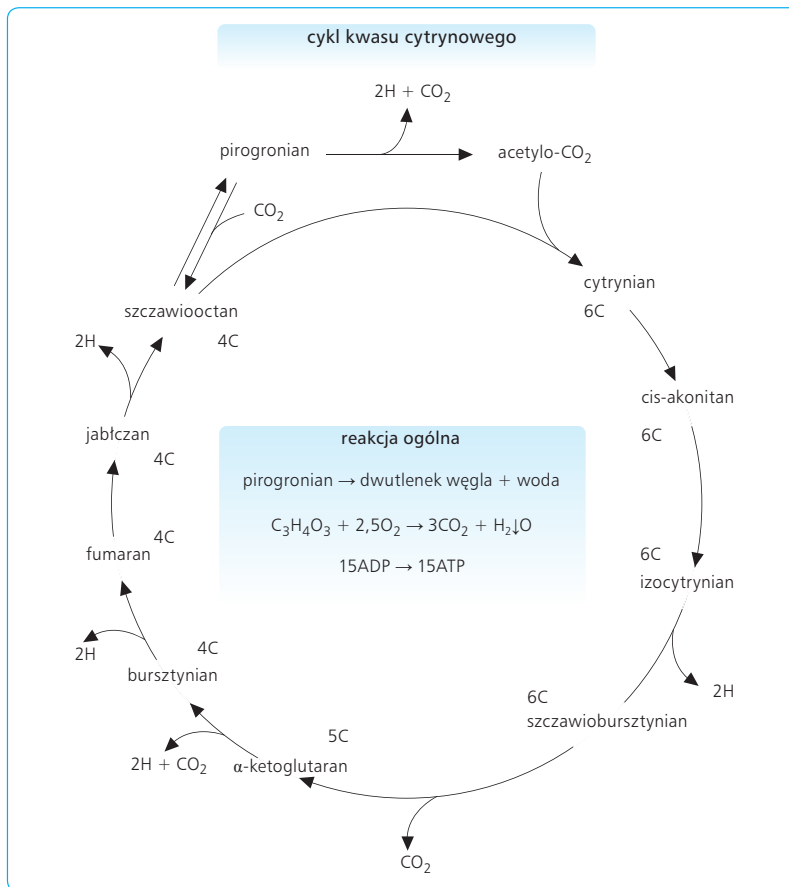 cykl kwasu cytrynowego
2H + CO₂
pirogronian
acetylo-CO₂
CO₂
cytrynian
6C
szczawiooctan
4C
2H
cis-akonitan
6C
jabłczan
4C
reakcja ogólna
pirogronian → dwutlenek węgla + woda
C₃H₄O₃ + 2,5O₂ → 3CO₂ + H₂↓O
15ADP → 15ATP
4C
fumaran
6C
izocytrynian
2H
4C
bursztynian
2H
6C
szczawiobursztynian
5C
α-ketoglutaran
2H + CO₂
CO₂